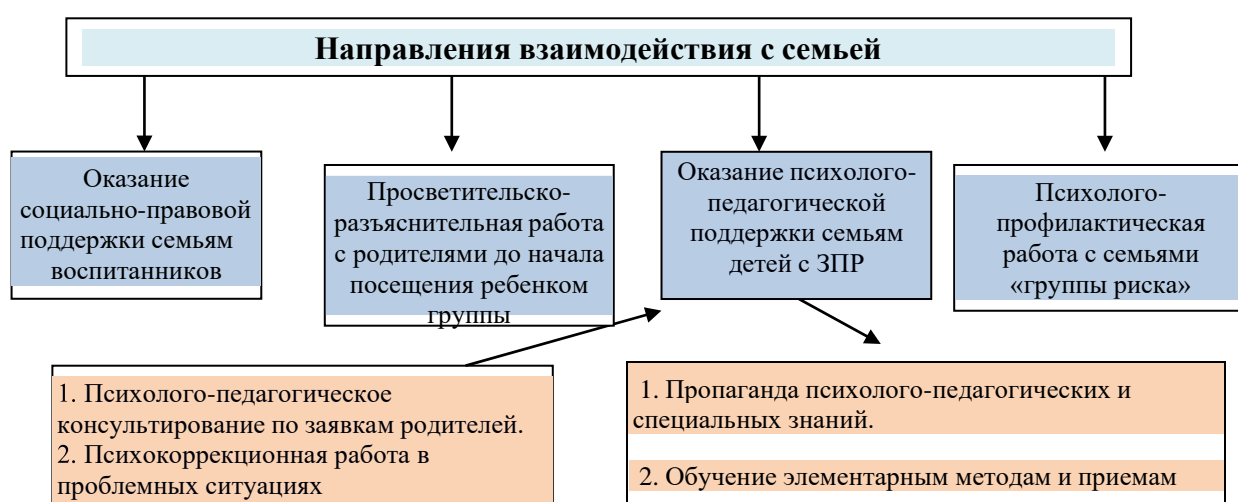 Направления взаимодействия с семьей
Оказание
социально-правовой
поддержки семьям
воспитанников
Просветительско-
разъяснительная работа
с родителями до начала
посещения ребенком
группы
Оказание психолого-
педагогической
поддержки семьям
детей с ЗПР
Психолого-
профилактическая
работа с семьями
«группы риска»
1. Психолого-педагогическое
консультирование по заявкам родителей.
2. Психокоррекционная работа в
проблемных ситуациях
1. Пропаганда психолого-педагогических и
специальных знаний.
2. Обучение элементарным методам и приемам